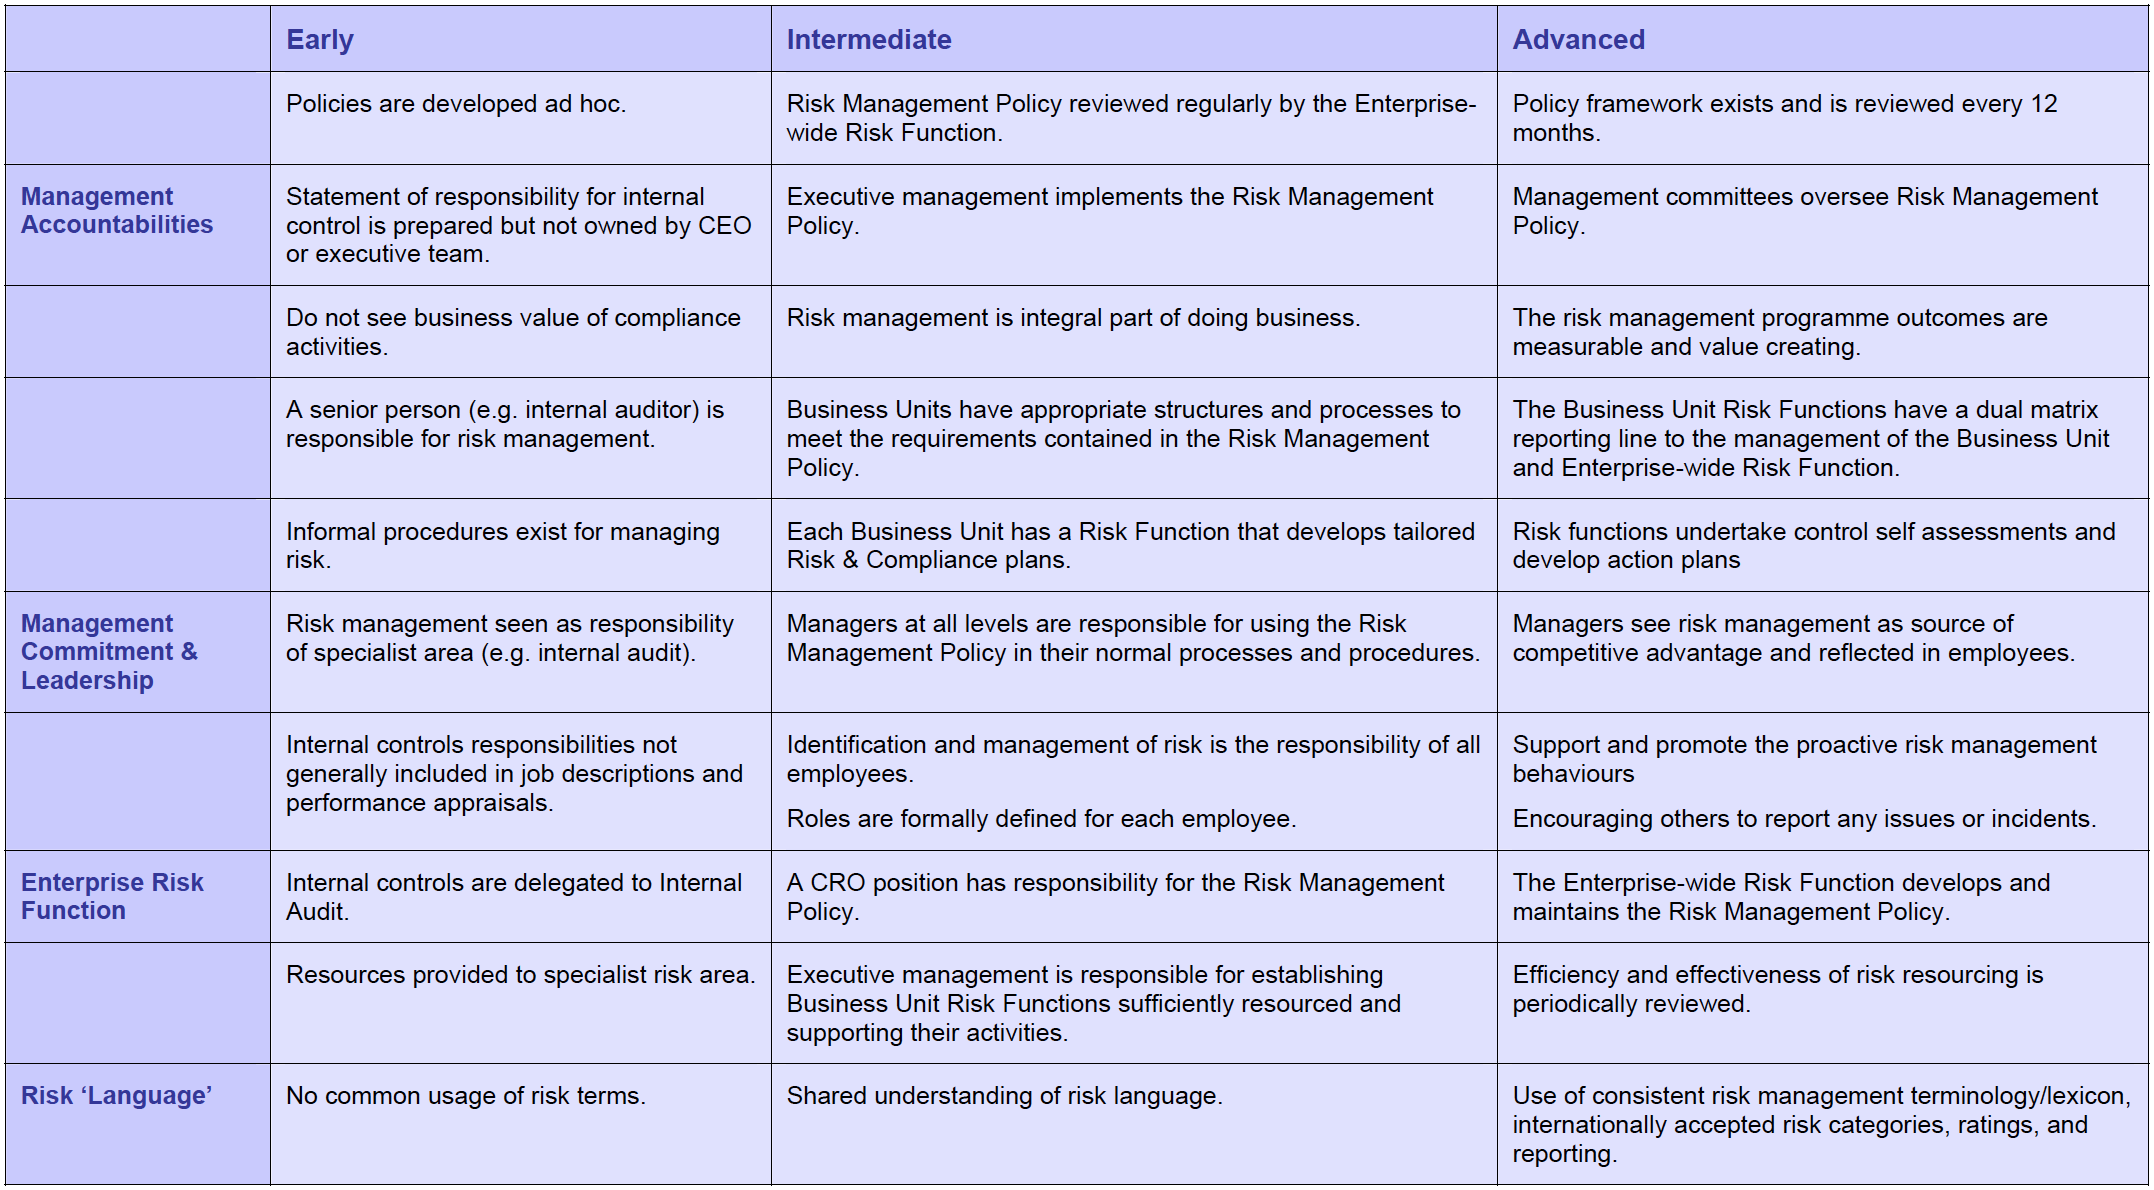 Early
Intermediate
Advanced
Policies are developed ad hoc.
Risk Management Policy reviewed regularly by the Enterprise-
wide Risk Function.
Policy framework exists and is reviewed every 12
months.
Management
Accountabilities
Statement of responsibility for internal
control is prepared but not owned by CEO
or executive team.
Executive management implements the Risk Management
Policy.
Management committees oversee Risk Management
Policy.
Do not see business value of compliance
activities.
Risk management is integral part of doing business.
The risk management programme outcomes are
measurable and value creating.
A senior person (e.g. internal auditor) is
responsible for risk management.
Business Units have appropriate structures and processes to
meet the requirements contained in the Risk Management
Policy.
The Business Unit Risk Functions have a dual matrix
reporting line to the management of the Business Unit
and Enterprise-wide Risk Function.
Informal procedures exist for managing
risk.
Each Business Unit has a Risk Function that develops tailored
Risk & Compliance plans.
Risk functions undertake control self assessments and
develop action plans
Management
Commitment &
Leadership
Risk management seen as responsibility
of specialist area (e.g. internal audit).
Managers at all levels are responsible for using the Risk
Management Policy in their normal processes and procedures.
Managers see risk management as source of
competitive advantage and reflected in employees.
Internal controls responsibilities not
generally included in job descriptions and
performance appraisals.
Identification and management of risk is the responsibility of all
employees.
Roles are formally defined for each employee.
Support and promote the proactive risk management
behaviours
Encouraging others to report any issues or incidents.
Enterprise Risk
Function
Internal controls are delegated to Internal
Audit.
A CRO position has responsibility for the Risk Management
Policy.
The Enterprise-wide Risk Function develops and
maintains the Risk Management Policy.
Resources provided to specialist risk area.
Executive management is responsible for establishing
Business Unit Risk Functions sufficiently resourced and
supporting their activities.
Efficiency and effectiveness of risk resourcing is
periodically reviewed.
Risk ‘Language’
No common usage of risk terms.
Shared understanding of risk language.
Use of consistent risk management terminology/lexicon,
internationally accepted risk categories, ratings, and
reporting.